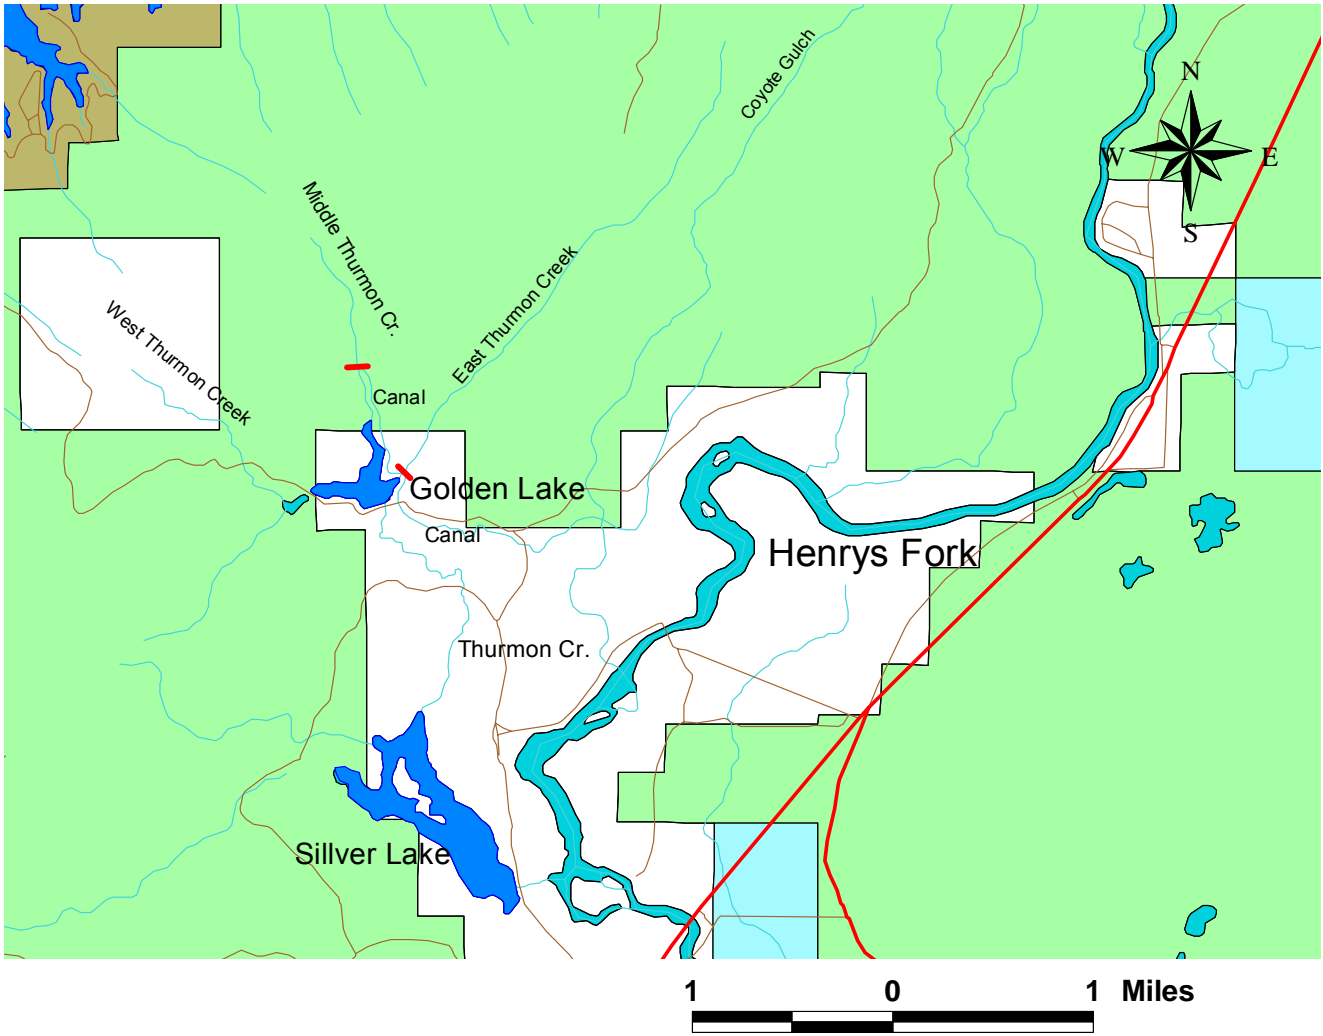 Coyote Gulch
N
W
E
S
Middle Thurmon Cr.
East Thurmon Creek
West Thurmon Creek
Canal
Golden Lake
Canal
Henrys Fork
Thurmon Cr.
Sillver Lake
1 0 1 Miles